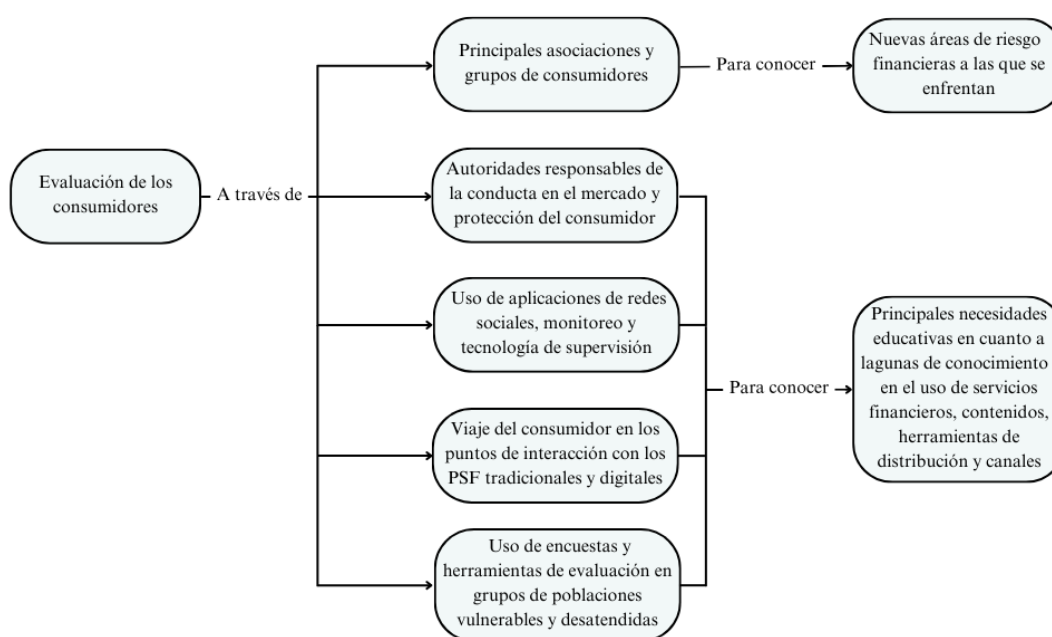 Evaluación de los
consumidores
A través de
Principales asociaciones y
grupos de consumidores
Para conocer
Nuevas áreas de riesgo
financieras a las que se
enfrentan
Autoridades responsables de
la conducta en el mercado y
protección del consumidor
Uso de aplicaciones de redes
sociales, monitoreo y
tecnología de supervisión
Viaje del consumidor en los
puntos de interacción con los
PSF tradicionales y digitales
Uso de encuestas y
herramientas de evaluación en
grupos de poblaciones
vulnerables y desatendidas
Para conocer
Principales necesidades
educativas en cuanto a
lagunas de conocimiento
en el uso de servicios
financieros, contenidos,
herramientas de
distribución y canales